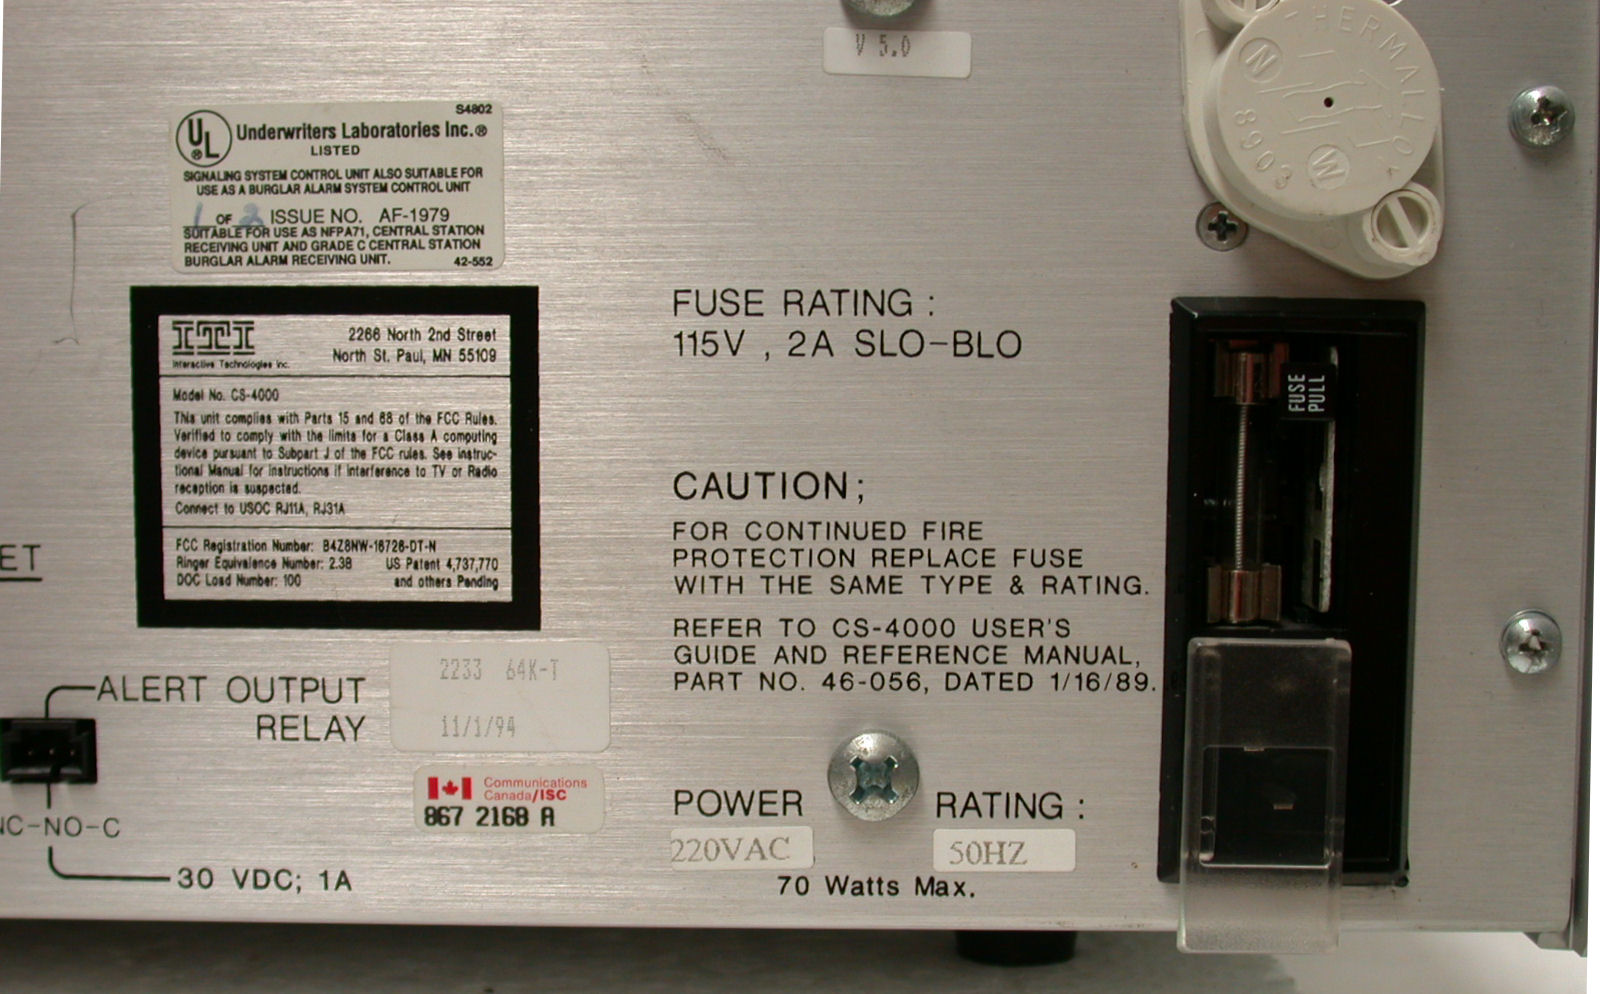 V 5.0
THERMALLOY
N
8903
W
S4802
UL
Underwriters Laboratories Inc.®
LISTED
SIGNALING SYSTEM CONTROL UNIT ALSO SUITABLE FOR
USE AS A BURGLAR ALARM SYSTEM CONTROL UNIT
1 OF 2 ISSUE NO. AF-1979
SUITABLE FOR USE AS NFPA71, CENTRAL STATION
RECEIVING UNIT AND GRADE C CENTRAL STATION
BURGLAR ALARM RECEIVING UNIT. 42-552
ITI
Interactive Technologies Inc.
2266 North 2nd Street
North St. Paul, MN 55109
Model No. CS-4000
This unit complies with Parts 15 and 68 of the FCC Rules.
Verified to comply with the limits for a Class A computing
device pursuant to Subpart J of the FCC rules. See instruc-
tional Manual for instructions if interference to TV or Radio
reception is suspected.
Connect to USOC RJ11A, RJ31A
FCC Registration Number: B4Z8NW-16726-DT-N
Ringer Equivalence Number: 2.3B US Patent 4,737,770
DOC Load Number: 100 and others Pending
FUSE RATING :
115V , 2A SLO-BLO
FUSE
PULL
CAUTION;
FOR CONTINUED FIRE
PROTECTION REPLACE FUSE
WITH THE SAME TYPE & RATING.
REFER TO CS-4000 USER'S
GUIDE AND REFERENCE MANUAL,
PART NO. 46-056, DATED 1/16/89.
ET
ALERT OUTPUT
RELAY
2233 64K-T
11/1/94
Communications
Canada/ISC
867 2168 A
NC-NO-C
30 VDC; 1A
POWER RATING :
220VAC 50HZ
70 Watts Max.